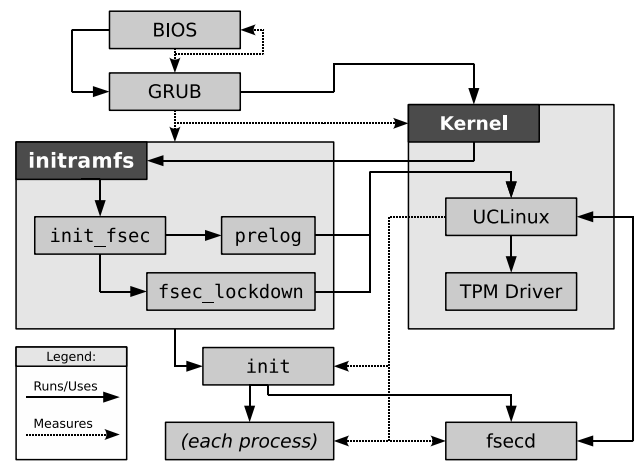 BIOS
GRUB
Kernel
initramfs
UCLinux
init_fsec
prelog
fsec_lockdown
TPM Driver
Legend:
Runs/Uses
Measures
init
(each process)
fsecd